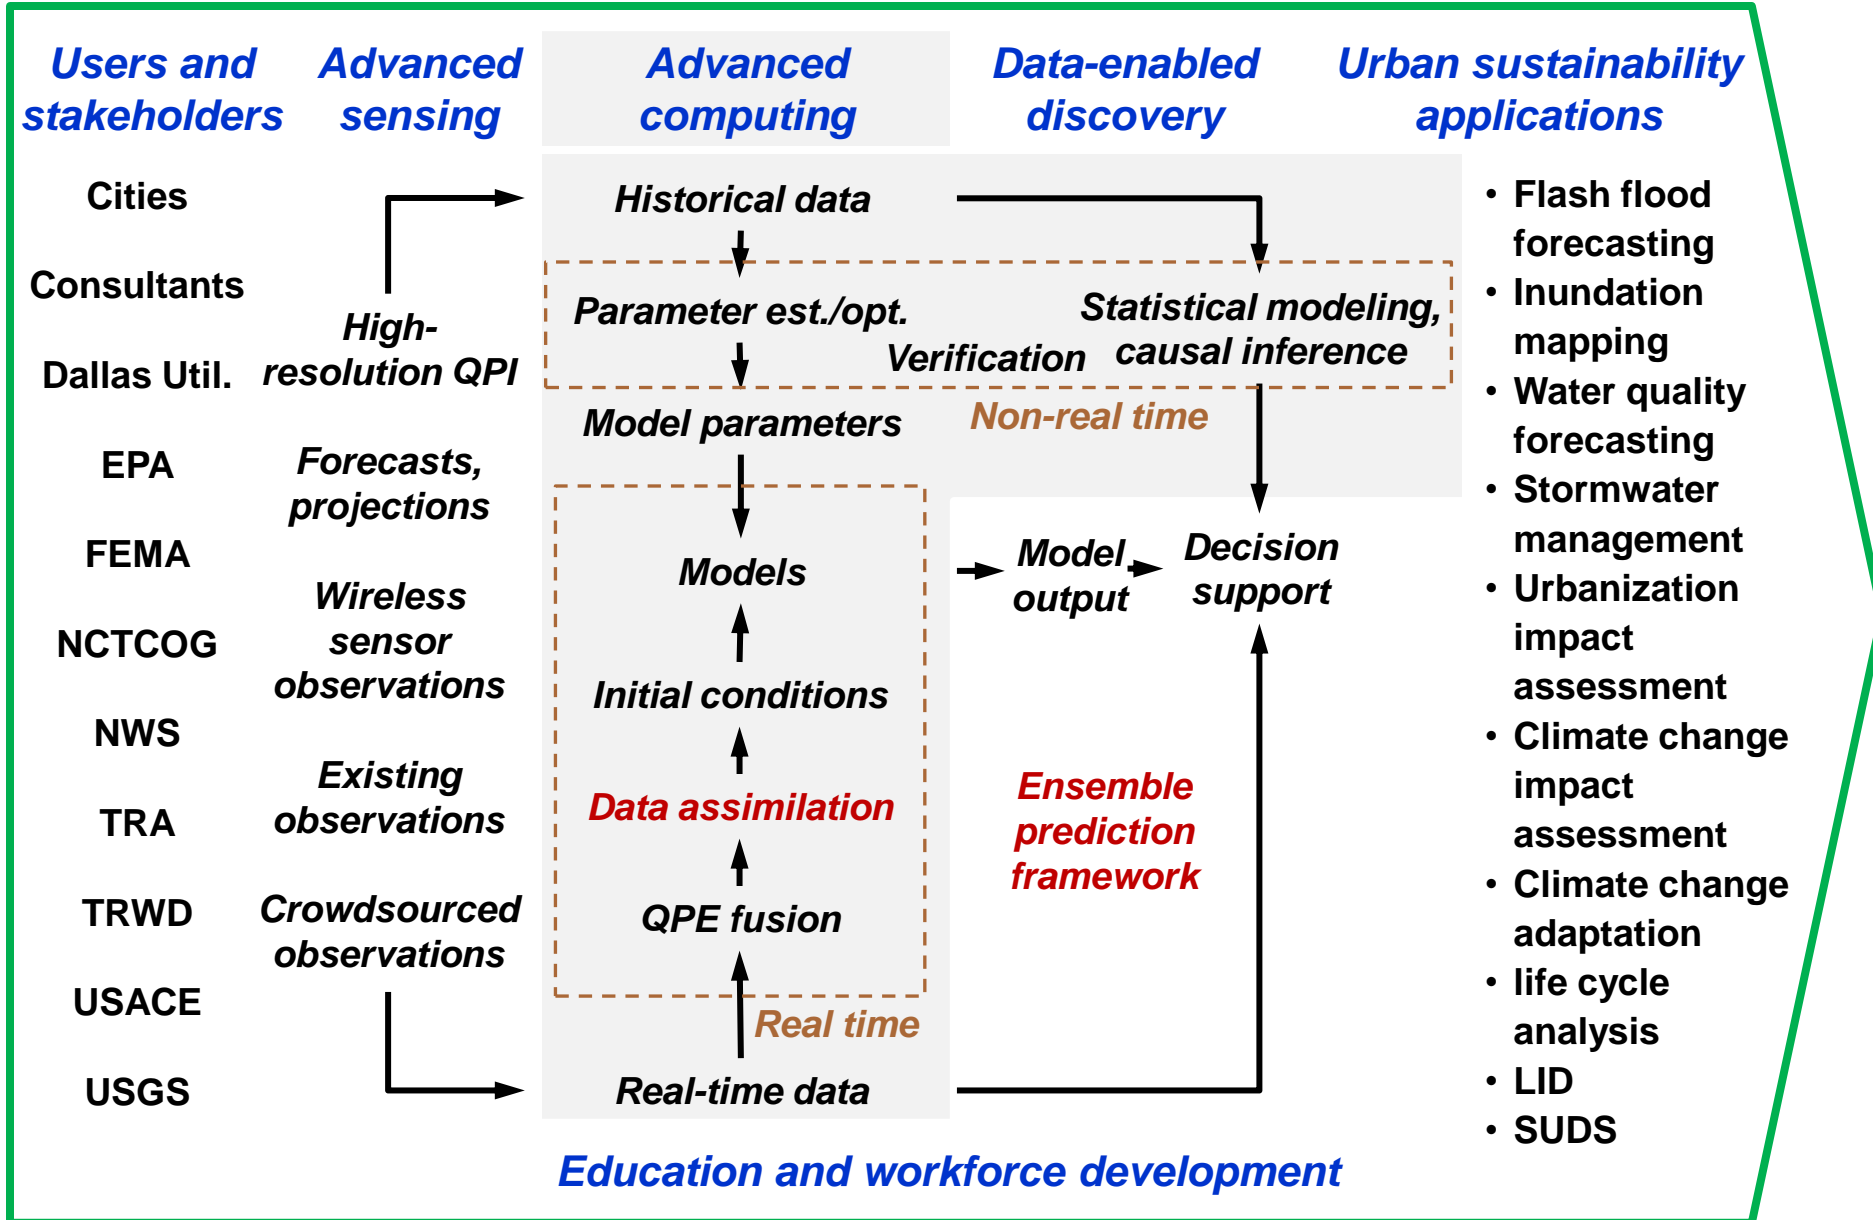 Users and
stakeholders
Advanced
sensing
Advanced
computing
Data-enabled
discovery
Urban sustainability
applications
Cities
Consultants
Dallas Util.
EPA
FEMA
NCTCOG
NWS
TRA
TRWD
USACE
USGS
High-
resolution QPI
Forecasts,
projections
Wireless
sensor
observations
Existing
observations
Crowdsourced
observations
Historical data
Parameter est./opt.
Verification
Statistical modeling,
causal inference
Non-real time
Model parameters
Models
Initial conditions
Data assimilation
QPE fusion
Real time
Real-time data
Model
output
Decision
support
Ensemble
prediction
framework
• Flash flood
forecasting
• Inundation
mapping
• Water quality
forecasting
• Stormwater
management
• Urbanization
impact
assessment
• Climate change
impact
assessment
• Climate change
adaptation
• life cycle
analysis
• LID
• SUDS
Education and workforce development